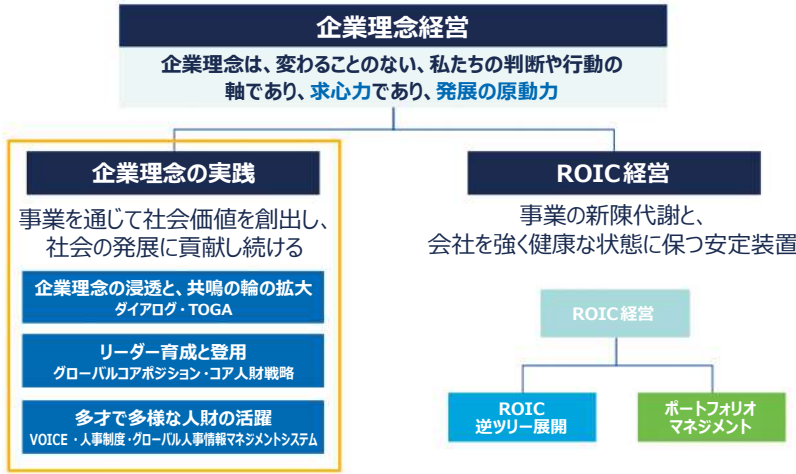 企業理念経営
企業理念は、変わることのない、私たちの判断や行動の
軸であり、求心力であり、発展の原動力
企業理念の実践
事業を通じて社会価値を創出し、
社会の発展に貢献し続ける
企業理念の浸透と、共鳴の輪の拡大
ダイアログ・TOGA
リーダー育成と登用
グローバルコアポジション・コア人財戦略
多才で多様な人財の活躍
VOICE ・人事制度・グローバル人事情報マネジメントシステム
ROIC経営
事業の新陳代謝と、
会社を強く健康な状態に保つ安定装置
ROIC経営
ROIC
逆ツリー展開
ポートフォリオ
マネジメント